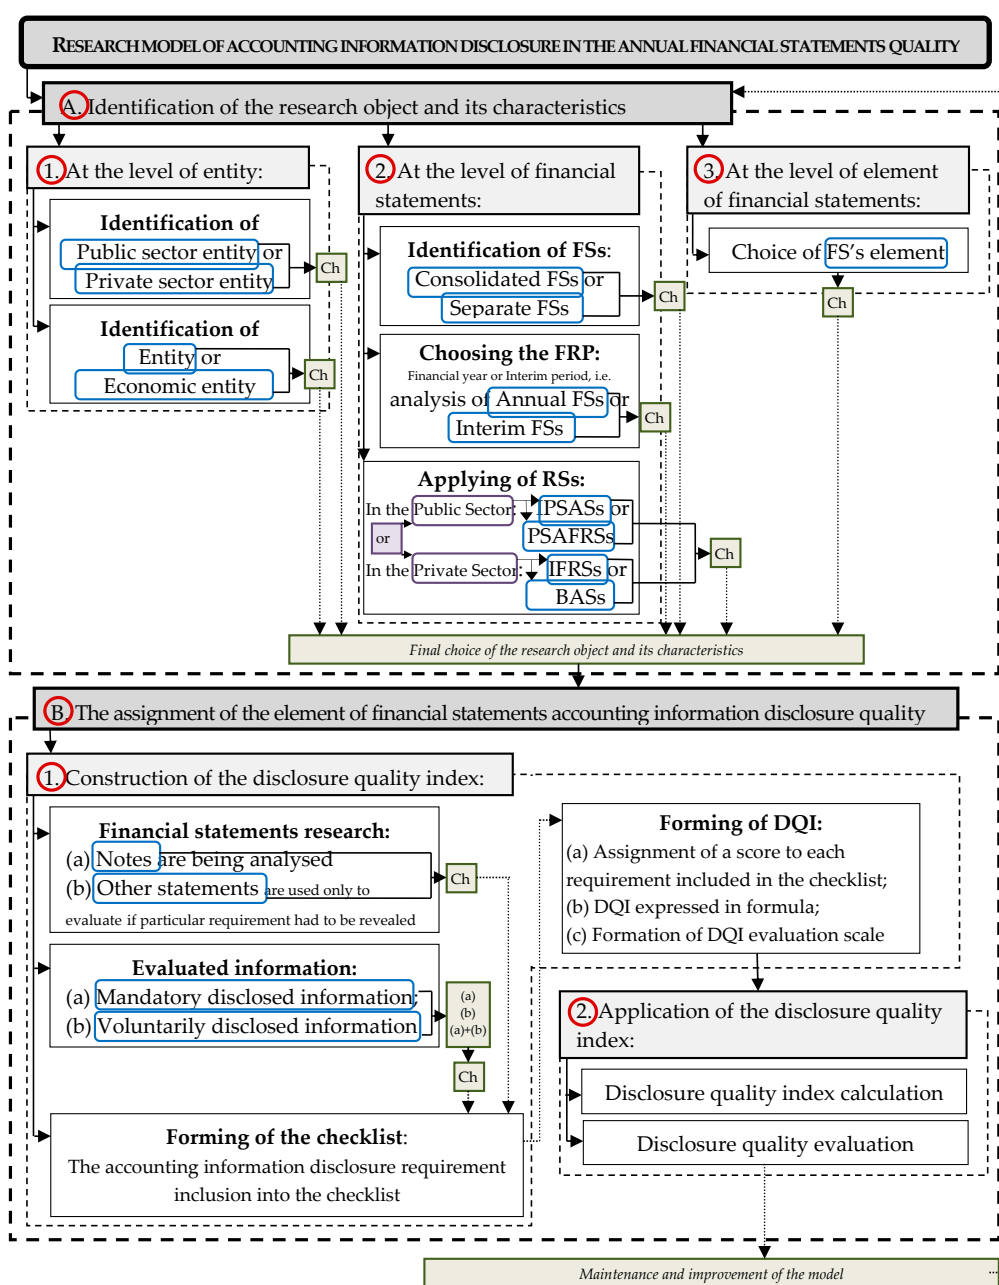 RESEARCH MODEL OF ACCOUNTING INFORMATION DISCLOSURE IN THE ANNUAL FINANCIAL STATEMENTS QUALITY
A. Identification of the research object and its characteristics
1. At the level of entity:
Identification of
Public sector entity or
Private sector entity
Ch
Identification of
Entity or
Economic entity
Ch
2. At the level of financial
statements:
Identification of FSs:
Consolidated FSs or
Separate FSs
Ch
Choosing the FRP:
Financial year or Interim period, i.e.
analysis of Annual FSs or
Interim FSs
Ch
Applying of RSs:
In the Public Sector: IPSASs or
PSAFRSs
or
In the Private Sector: IFRSs or
BASs
Ch
3. At the level of element
of financial statements:
Choice of FS's element
Ch
Final choice of the research object and its characteristics
B. The assignment of the element of financial statements accounting information disclosure quality
1. Construction of the disclosure quality index:
Financial statements research:
(a) Notes are being analysed
(b) Other statements are used only to
evaluate if particular requirement had to be revealed
Ch
Evaluated information:
(a) Mandatory disclosed information;
(b) Voluntarily disclosed information
(a)
(b)
(a)+(b)
Ch
Forming of the checklist:
The accounting information disclosure requirement
inclusion into the checklist
Forming of DQI:
(a) Assignment of a score to each
requirement included in the checklist;
(b) DQI expressed in formula;
(c) Formation of DQI evaluation scale
2. Application of the disclosure quality
index:
Disclosure quality index calculation
Disclosure quality evaluation
Maintenance and improvement of the model